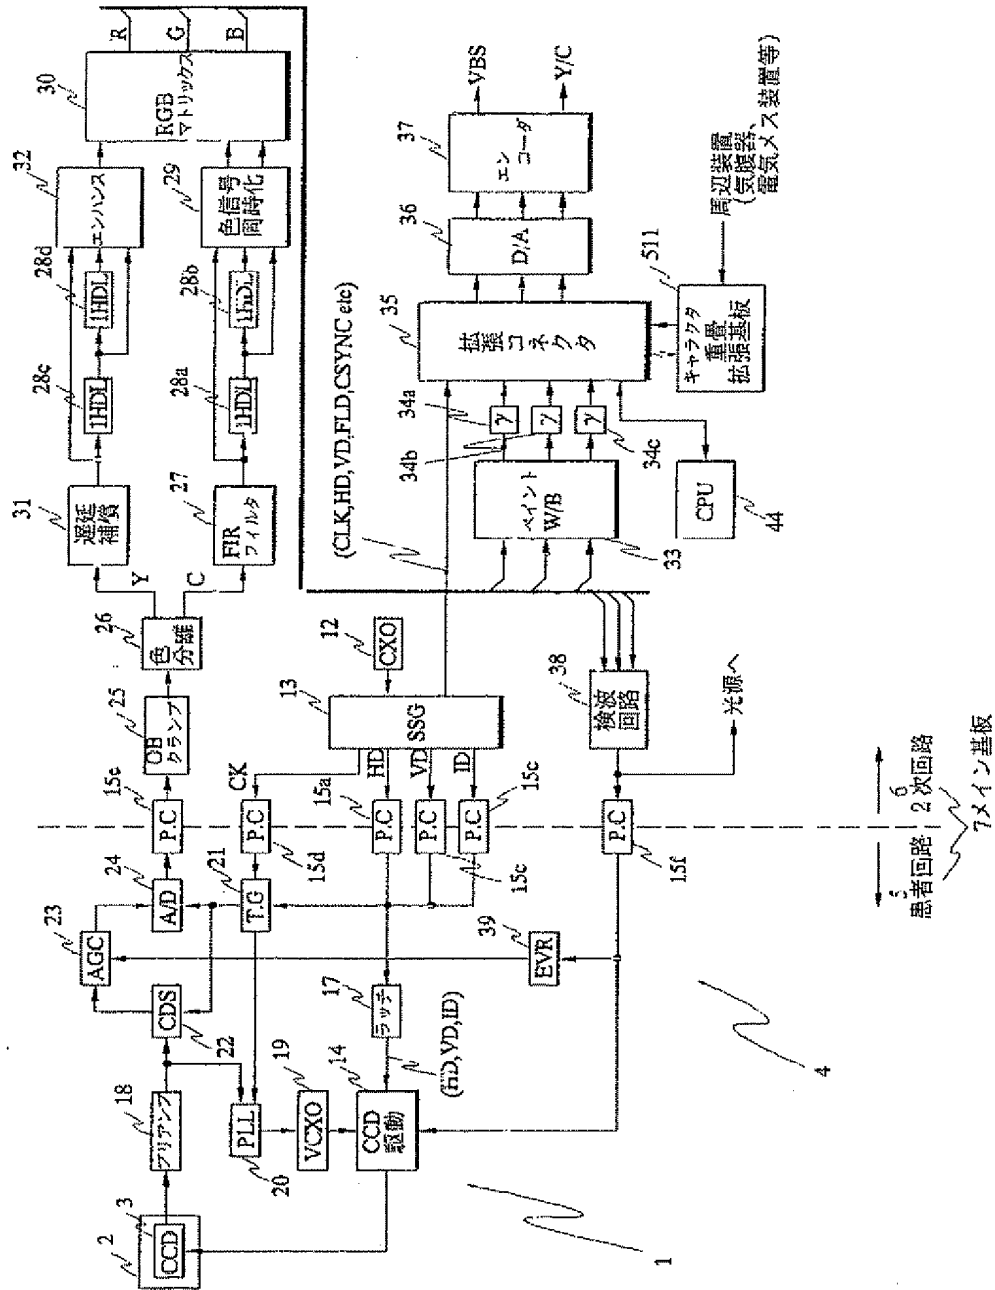 2
3
CCD
18
プリアンプ
22
CDS
23
AGC
24
A/D
15e
P.C
25
OB
クランプ
26
色
分離
Y
C
31
遅延
補償
28c
1HDL
28d
1HDL
32
エンハンス
27
FIR
フィルタ
28a
1HDL
28b
1HDL
29
色信号
同時化
30
RGB
マトリックス
R
G
B
20
PLL
19
VCXO
14
CCD
駆動
17
ラッチ
(HD,VD,ID)
21
T.G
15d
P.C
CK
15a
P.C
HD
P.C
VD
15c
P.C
ID
15c
13
SSG
12
CXO
(CLK,HD,VD,FLD,CSYNC etc)
39
EVR
15f
P.C
38
検波
回路
光源へ
33
ペイント
W/B
34a
γ
34b
γ
34c
γ
35
拡張コネクタ
36
D/A
37
エン
コーダ
VBS
Y/C
44
CPU
511
キャラクタ
重畳
拡張基板
周辺装置
(気腹器、
電気メス装置等)
1
4
5
患者回路
6
2次回路
7メイン基板